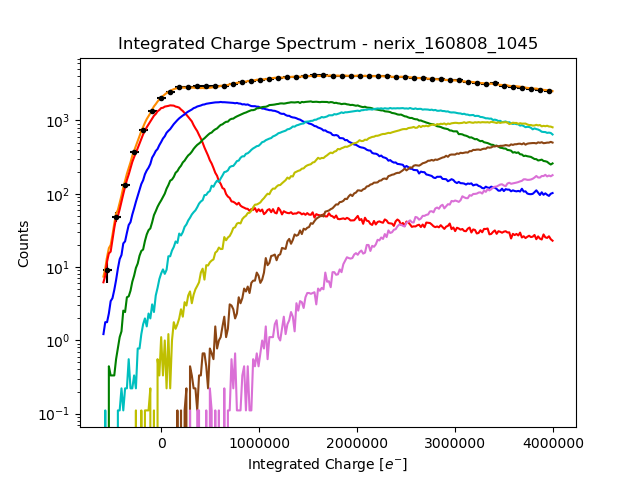 Integrated Charge Spectrum - nerix_160808_1045
Counts
10³
10²
10¹
10⁰
10⁻¹
0 1000000 2000000 3000000 4000000
Integrated Charge [e⁻]